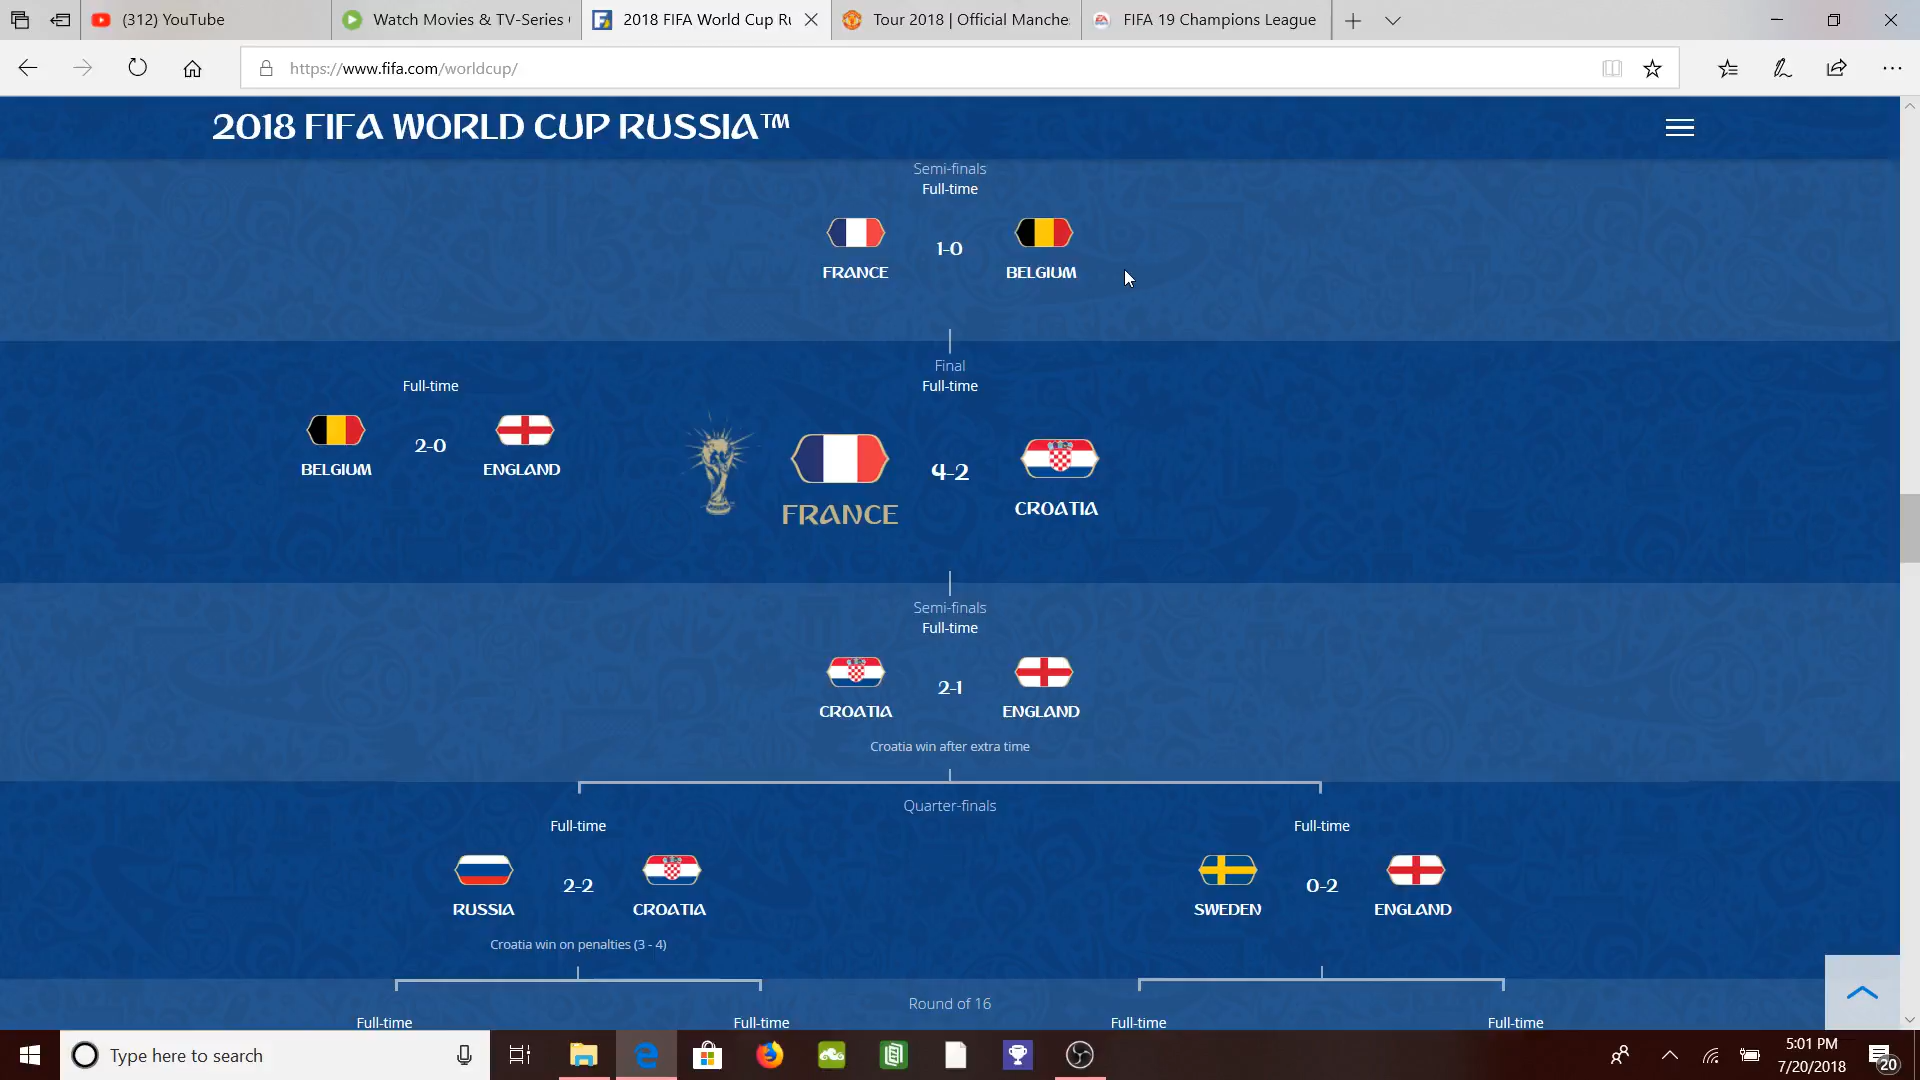 (312) YouTube
Watch Movies & TV-Series
2018 FIFA World Cup Ru
Tour 2018 | Official Manche
FIFA 19 Champions League
https://www.fifa.com/worldcup/
2018 FIFA WORLD CUP RUSSIA™
Semi-finals
Full-time
1-0
FRANCE
BELGIUM
Final
Full-time
Full-time
2-0
BELGIUM
ENGLAND
4-2
FRANCE
CROATIA
Semi-finals
Full-time
2-1
CROATIA
ENGLAND
Croatia win after extra time
Quarter-finals
Full-time
Full-time
2-2
0-2
RUSSIA
CROATIA
SWEDEN
ENGLAND
Croatia win on penalties (3 - 4)
Round of 16
Full-time
Full-time
Full-time
Full-time
Type here to search
5:01 PM
7/20/2018
20